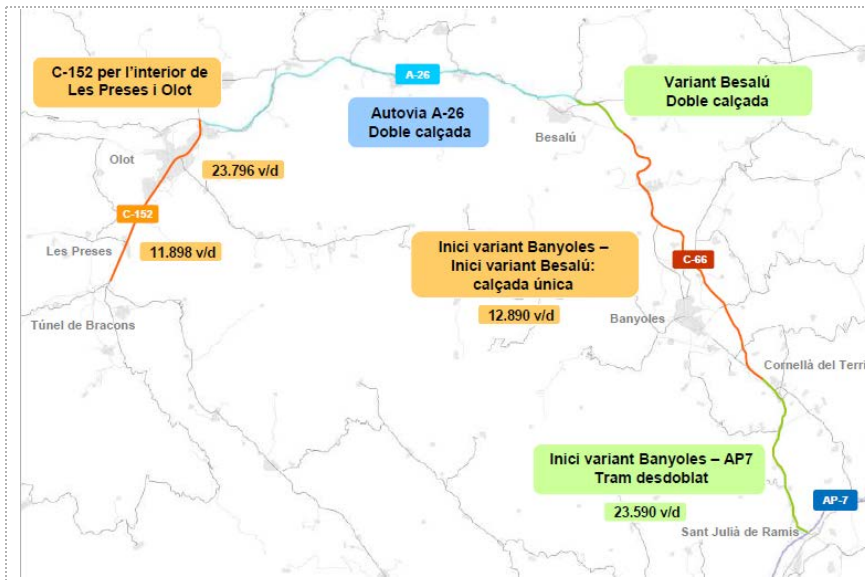 C-152 per l'interior de
Les Preses i Olot
A-26
Autovia A-26
Doble calçada
Variant Besalú
Doble calçada
Besalú
Olot
23.796 v/d
C-152
Les Preses
11.898 v/d
Túnel de Bracons
Inici variant Banyoles –
Inici variant Besalú:
calçada única
12.890 v/d
C-66
Banyoles
Cornellà del Terri
Inici variant Banyoles – AP7
Tram desdoblat
23.590 v/d
AP-7
Sant Julià de Ramis